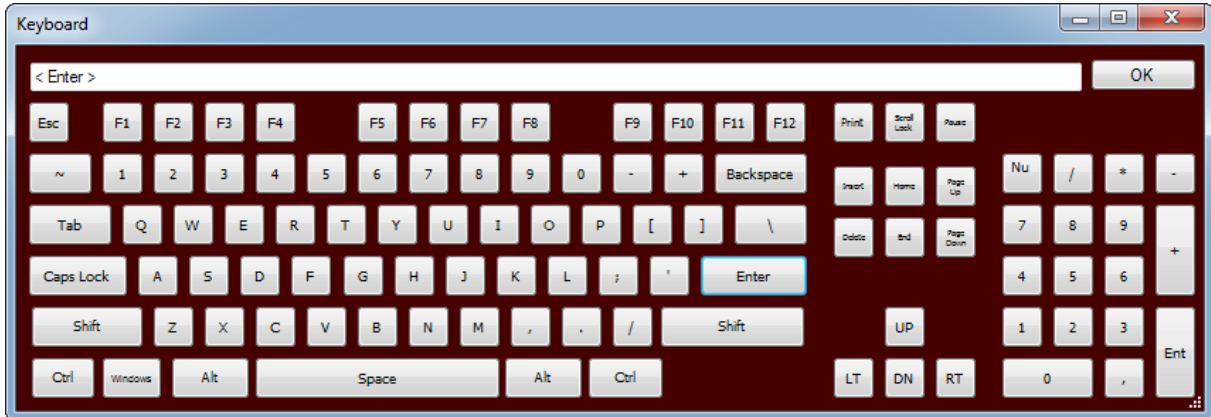 Keyboard
< Enter > OK
Esc F1 F2 F3 F4 F5 F6 F7 F8 F9 F10 F11 F12 Print Scroll Lock Pause
~ 1 2 3 4 5 6 7 8 9 0 - + Backspace Insert Home Page Up Nu / * -
Tab Q W E R T Y U I O P [ ] \ Delete End Page Down 7 8 9 +
Caps Lock A S D F G H J K L ; ' Enter 4 5 6
Shift Z X C V B N M , . / Shift UP 1 2 3 Ent
Ctrl Windows Alt Space Alt Ctrl LT DN RT 0 ,